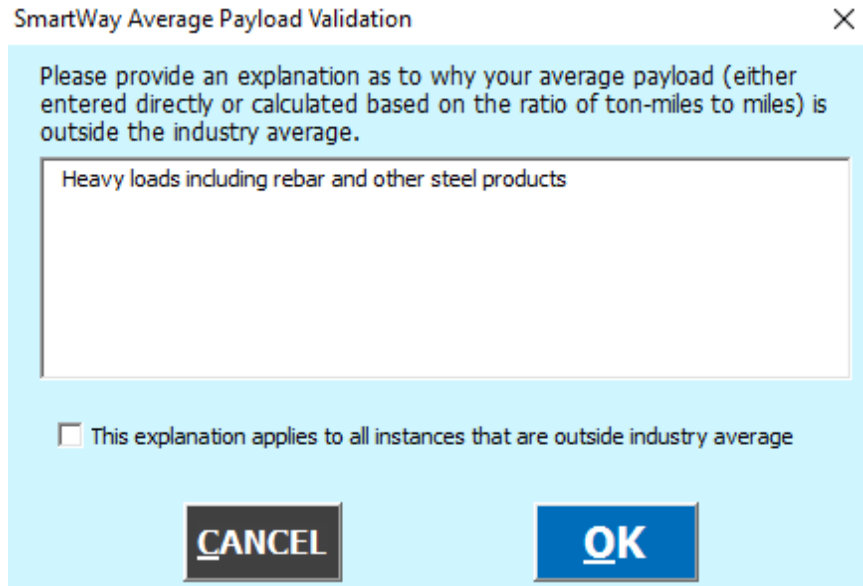 SmartWay Average Payload Validation
Please provide an explanation as to why your average payload (either
entered directly or calculated based on the ratio of ton-miles to miles) is
outside the industry average.
Heavy loads including rebar and other steel products
This explanation applies to all instances that are outside industry average
CANCEL
OK